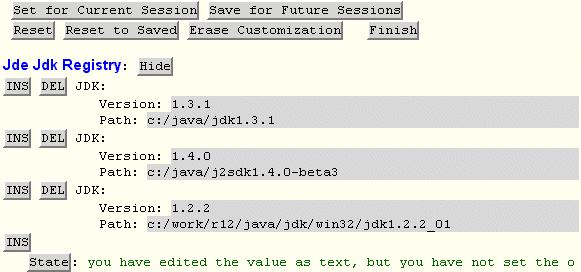 Set for Current Session Save for Future Sessions
Reset Reset to Saved Erase Customization Finish
Jde Jdk Registry: Hide
INS DEL JDK:
Version: 1.3.1
Path: c:/java/jdk1.3.1
INS DEL JDK:
Version: 1.4.0
Path: c:/java/j2sdk1.4.0-beta3
INS DEL JDK:
Version: 1.2.2
Path: c:/work/r12/java/jdk/win32/jdk1.2.2_01
INS
State: you have edited the value as text, but you have not set the o